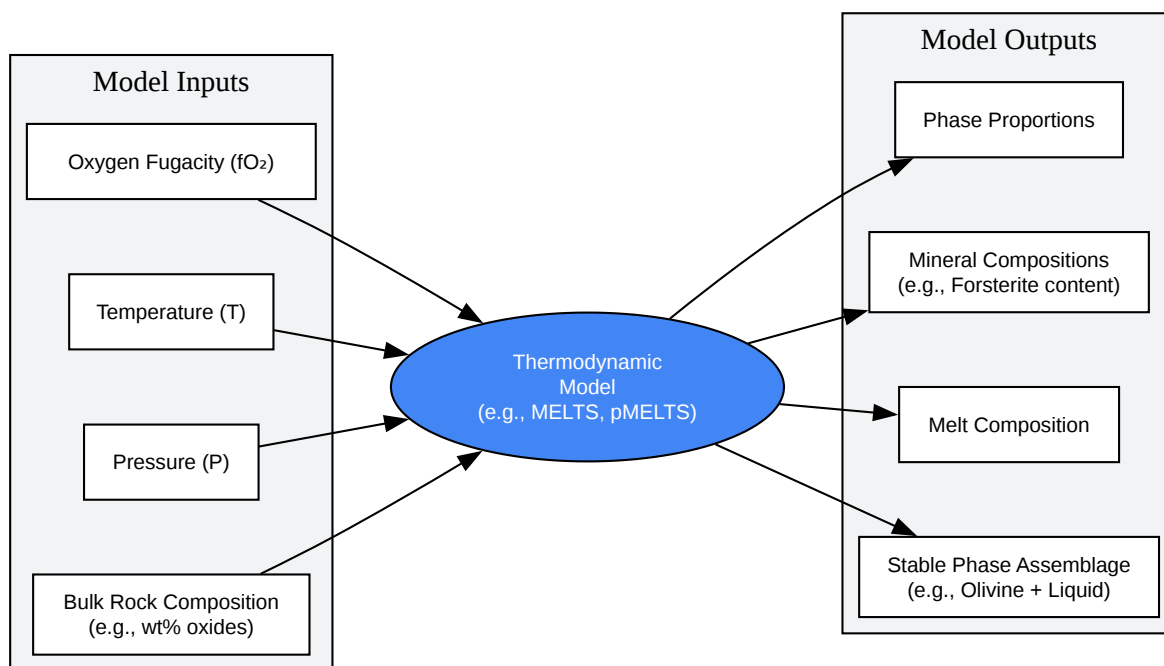 Model Inputs
Oxygen Fugacity (fO₂)
Temperature (T)
Pressure (P)
Bulk Rock Composition
(e.g., wt% oxides)
Thermodynamic
Model
(e.g., MELTS, pMELTS)
Model Outputs
Phase Proportions
Mineral Compositions
(e.g., Forsterite content)
Melt Composition
Stable Phase Assemblage
(e.g., Olivine + Liquid)